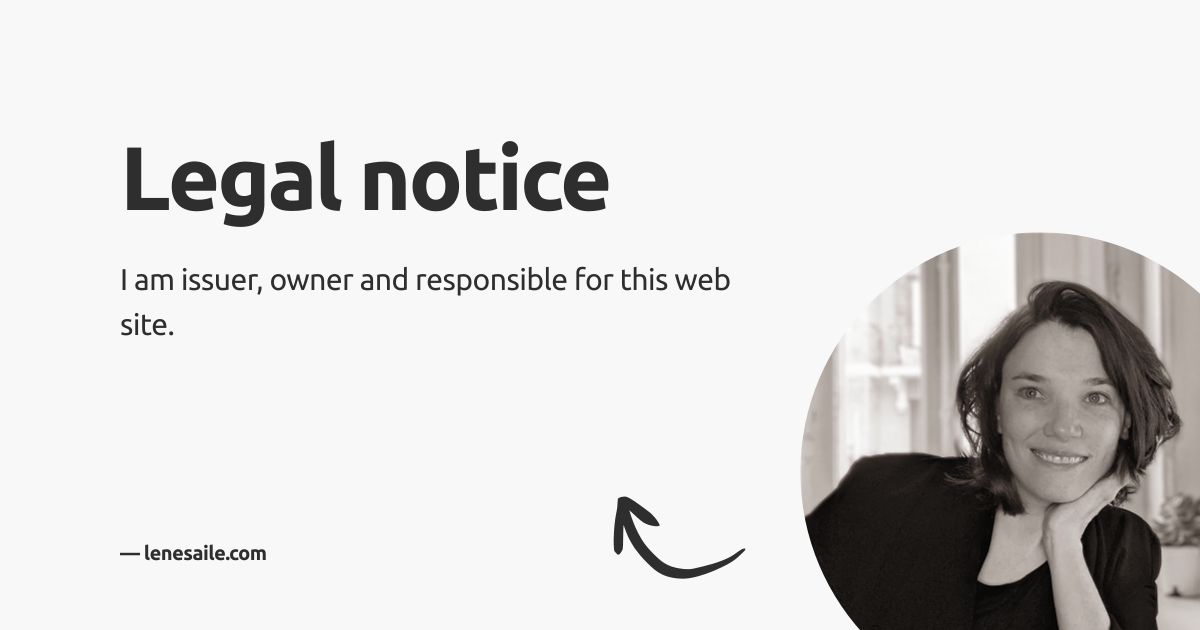 Legal notice
I am issuer, owner and responsible for this web
site.
— lenesaile.com